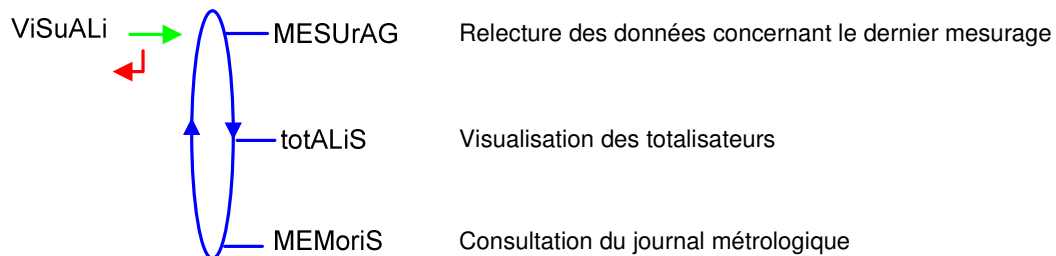 ViSuALi
MESUrAG Relecture des données concernant le dernier mesurage
totALiS Visualisation des totalisateurs
MEMoriS Consultation du journal métrologique